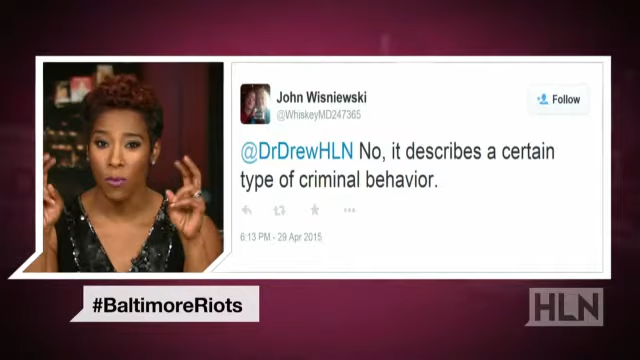 John Wisniewski
@WhiskeyMD247365
Follow
@DrDrewHLN No, it describes a certain
type of criminal behavior.
6:13 PM - 29 Apr 2015
#BaltimoreRiots
HLN